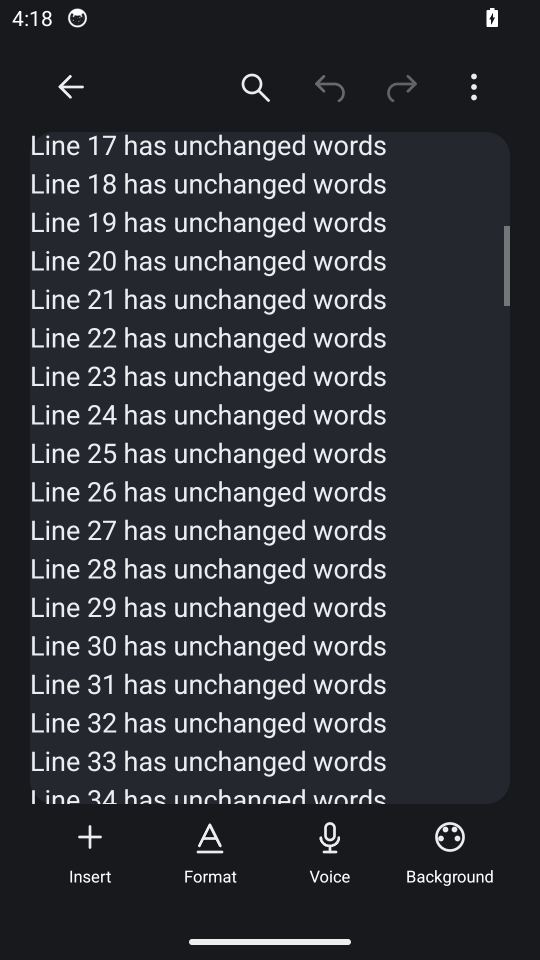 4:18
Line 17 has unchanged words
Line 18 has unchanged words
Line 19 has unchanged words
Line 20 has unchanged words
Line 21 has unchanged words
Line 22 has unchanged words
Line 23 has unchanged words
Line 24 has unchanged words
Line 25 has unchanged words
Line 26 has unchanged words
Line 27 has unchanged words
Line 28 has unchanged words
Line 29 has unchanged words
Line 30 has unchanged words
Line 31 has unchanged words
Line 32 has unchanged words
Line 33 has unchanged words
Line 34 has unchanged words
Insert Format Voice Background